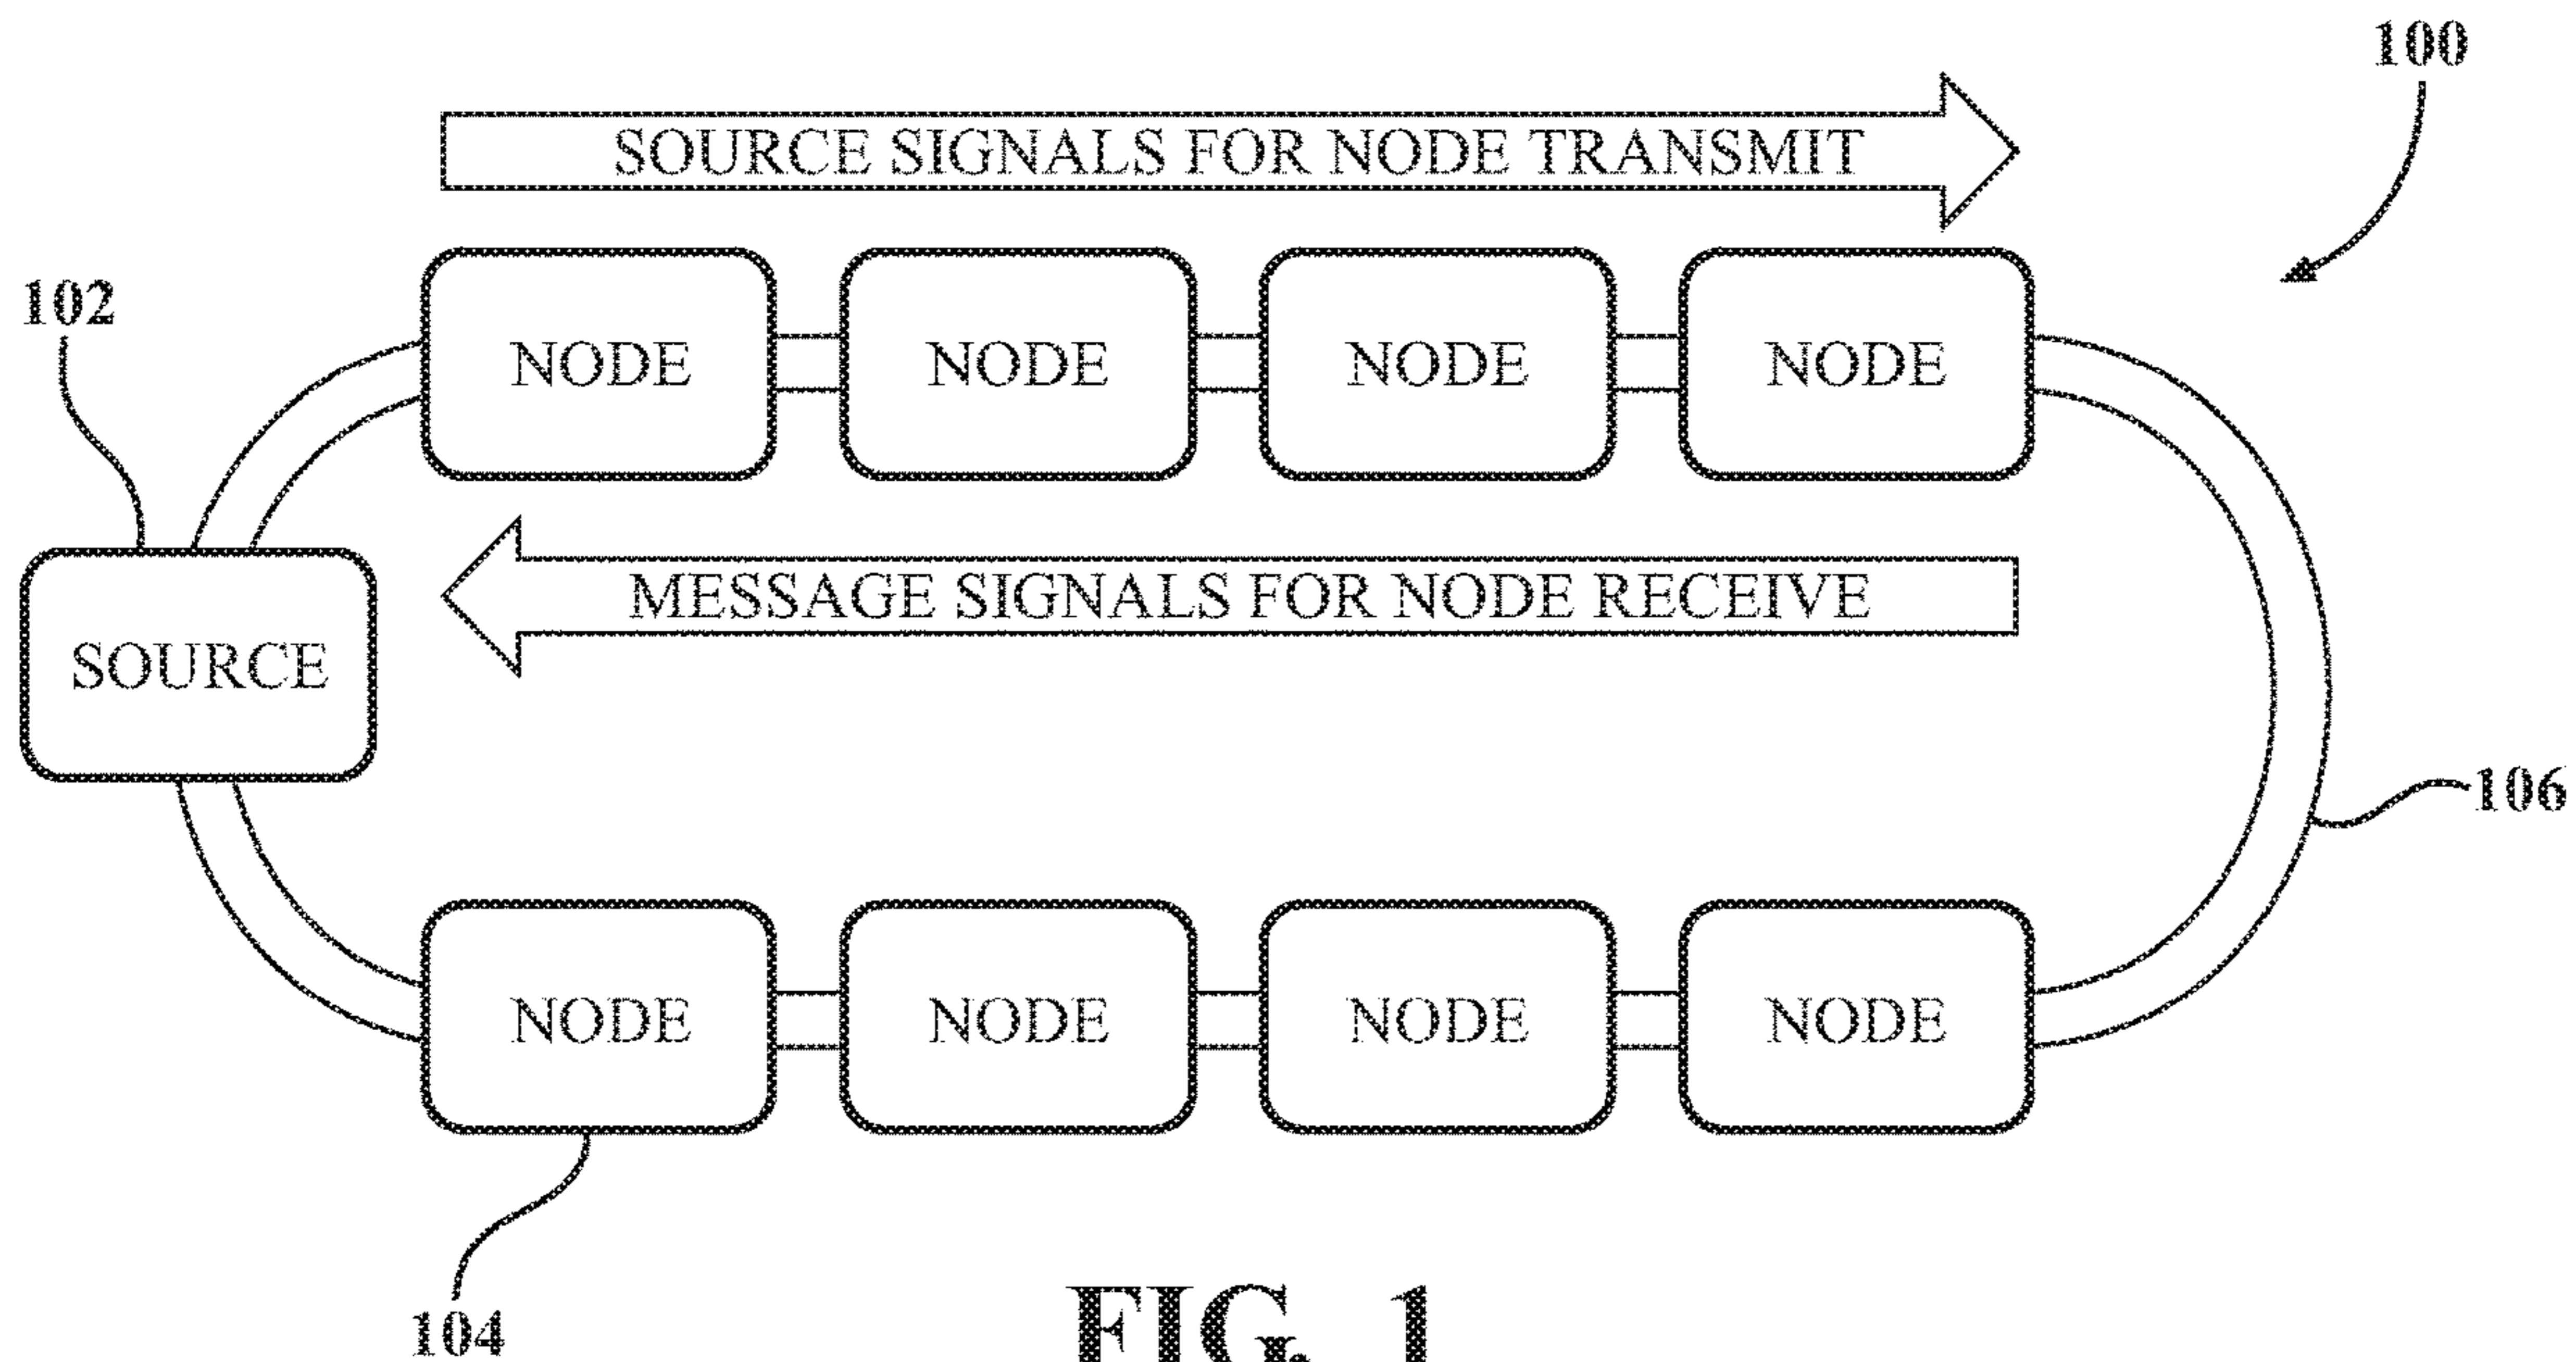 100
SOURCE SIGNALS FOR NODE TRANSMIT
102
NODE NODE NODE NODE
MESSAGE SIGNALS FOR NODE RECEIVE
SOURCE
106
NODE NODE NODE NODE
104
FIG. 1